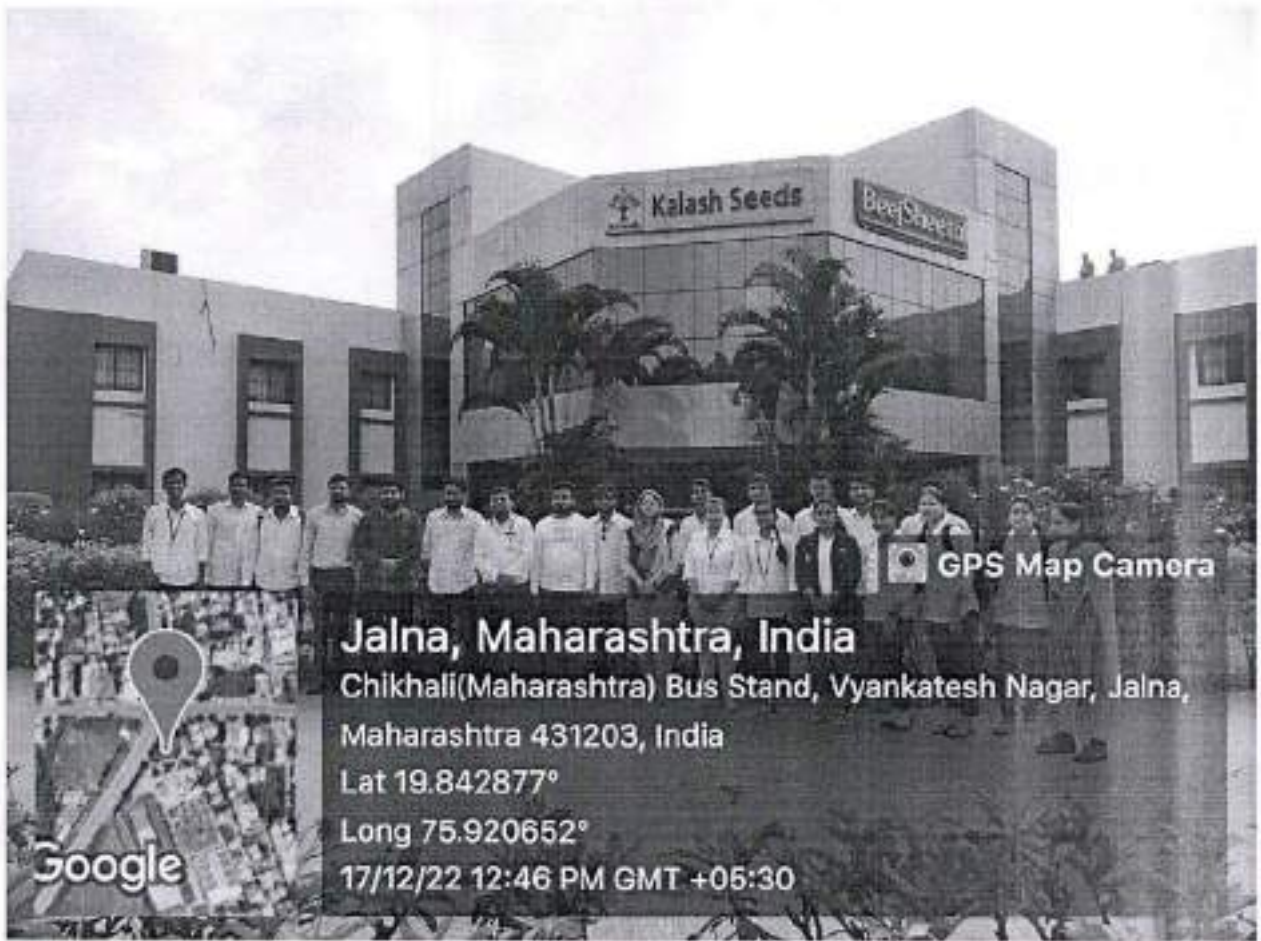 Kalash Seeds
BeejSheetal
GPS Map Camera
Jalna, Maharashtra, India
Chikhali(Maharashtra) Bus Stand, Vyankatesh Nagar, Jalna,
Maharashtra 431203, India
Lat 19.842877°
Long 75.920652°
17/12/22 12:46 PM GMT +05:30
Google